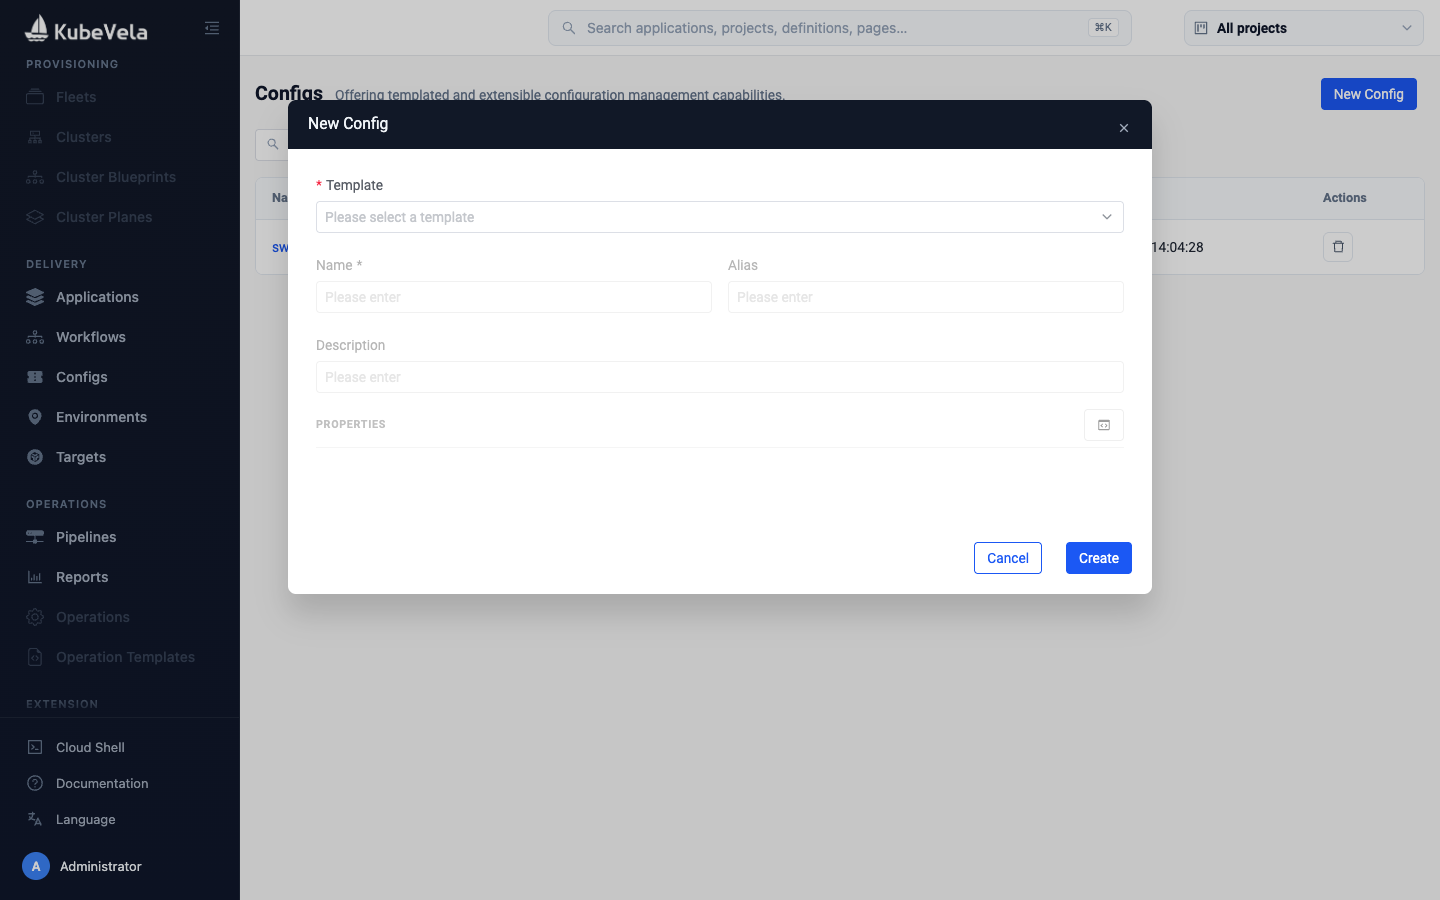 KubeVela
Search applications, projects, definitions, pages...
⌘K
All projects
PROVISIONING
Fleets
Clusters
Cluster Blueprints
Cluster Planes
DELIVERY
Applications
Workflows
Configs
Environments
Targets
OPERATIONS
Pipelines
Reports
Operations
Operation Templates
EXTENSION
Cloud Shell
Documentation
Language
A
Administrator
Configs
Offering templated and extensible configuration management capabilities.
New Config
Actions
14:04:28
New Config
* Template
Please select a template
Name *
Alias
Please enter
Please enter
Description
Please enter
PROPERTIES
Cancel
Create